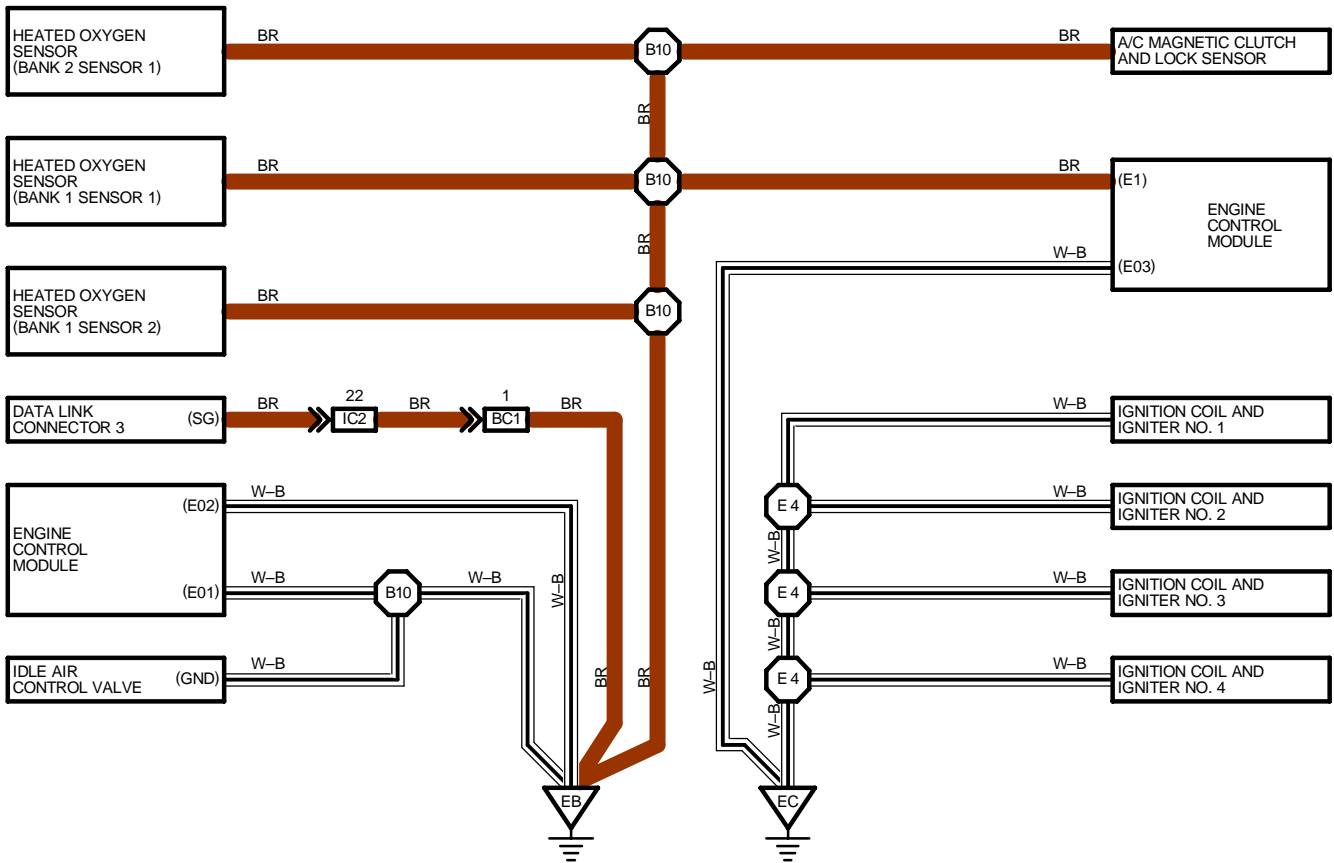 HEATED OXYGEN
SENSOR
(BANK 2 SENSOR 1)
BR
B10
BR
A/C MAGNETIC CLUTCH
AND LOCK SENSOR
BR
HEATED OXYGEN
SENSOR
(BANK 1 SENSOR 1)
BR
B10
BR
(E1)
ENGINE
CONTROL
MODULE
W–B
(E03)
BR
HEATED OXYGEN
SENSOR
(BANK 1 SENSOR 2)
BR
B10
DATA LINK
CONNECTOR 3
(SG)
BR
22
IC2
BR
1
BC1
BR
W–B
IGNITION COIL AND
IGNITER NO. 1
ENGINE
CONTROL
MODULE
(E02)
W–B
(E01)
W–B
B10
W–B
W–B
E 4
W–B
IGNITION COIL AND
IGNITER NO. 2
W–B
E 4
W–B
IGNITION COIL AND
IGNITER NO. 3
W–B
IDLE AIR
CONTROL VALVE
(GND)
W–B
BR
BR
W–B
E 4
W–B
IGNITION COIL AND
IGNITER NO. 4
W–B
EB
EC